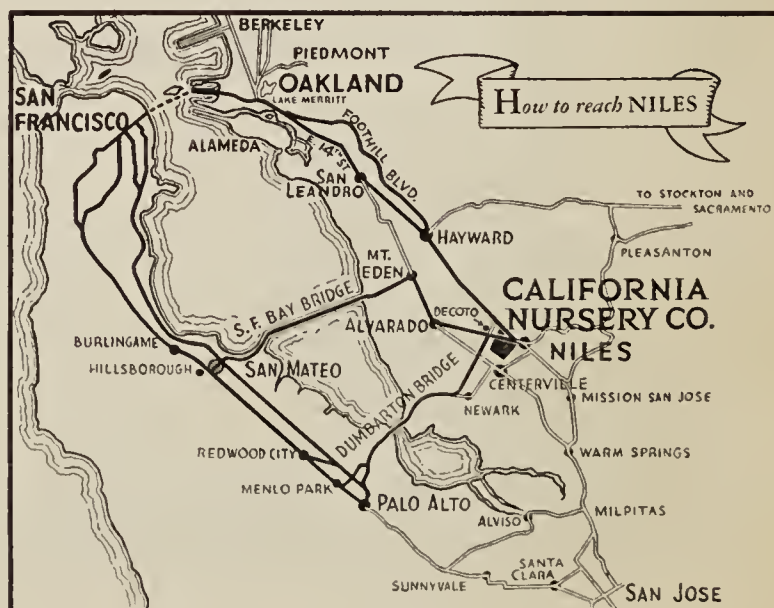 BERKELEY
PIEDMONT
OAKLAND
LAKE MERRITT
SAN
FRANCISCO
How to reach NILES
ALAMEDA
E. 14TH ST
FOOTHILL BLVD.
SAN
LEANDRO
TO STOCKTON AND
SACRAMENTO
HAYWARD
PLEASANTON
MT.
EDEN
S.F. BAY BRIDGE
DECOTO
CALIFORNIA
NURSERY CO.
NILES
ALVARADO
BURLINGAME
HILLSBOROUGH
SAN MATEO
CENTERVILLE
DUMBARTON BRIDGE
NEWARK
MISSION SAN JOSE
REDWOOD CITY
WARM SPRINGS
MENLO PARK
PALO ALTO
ALVISO
MILPITAS
SUNNYVALE
SANTA
CLARA
SAN JOSE